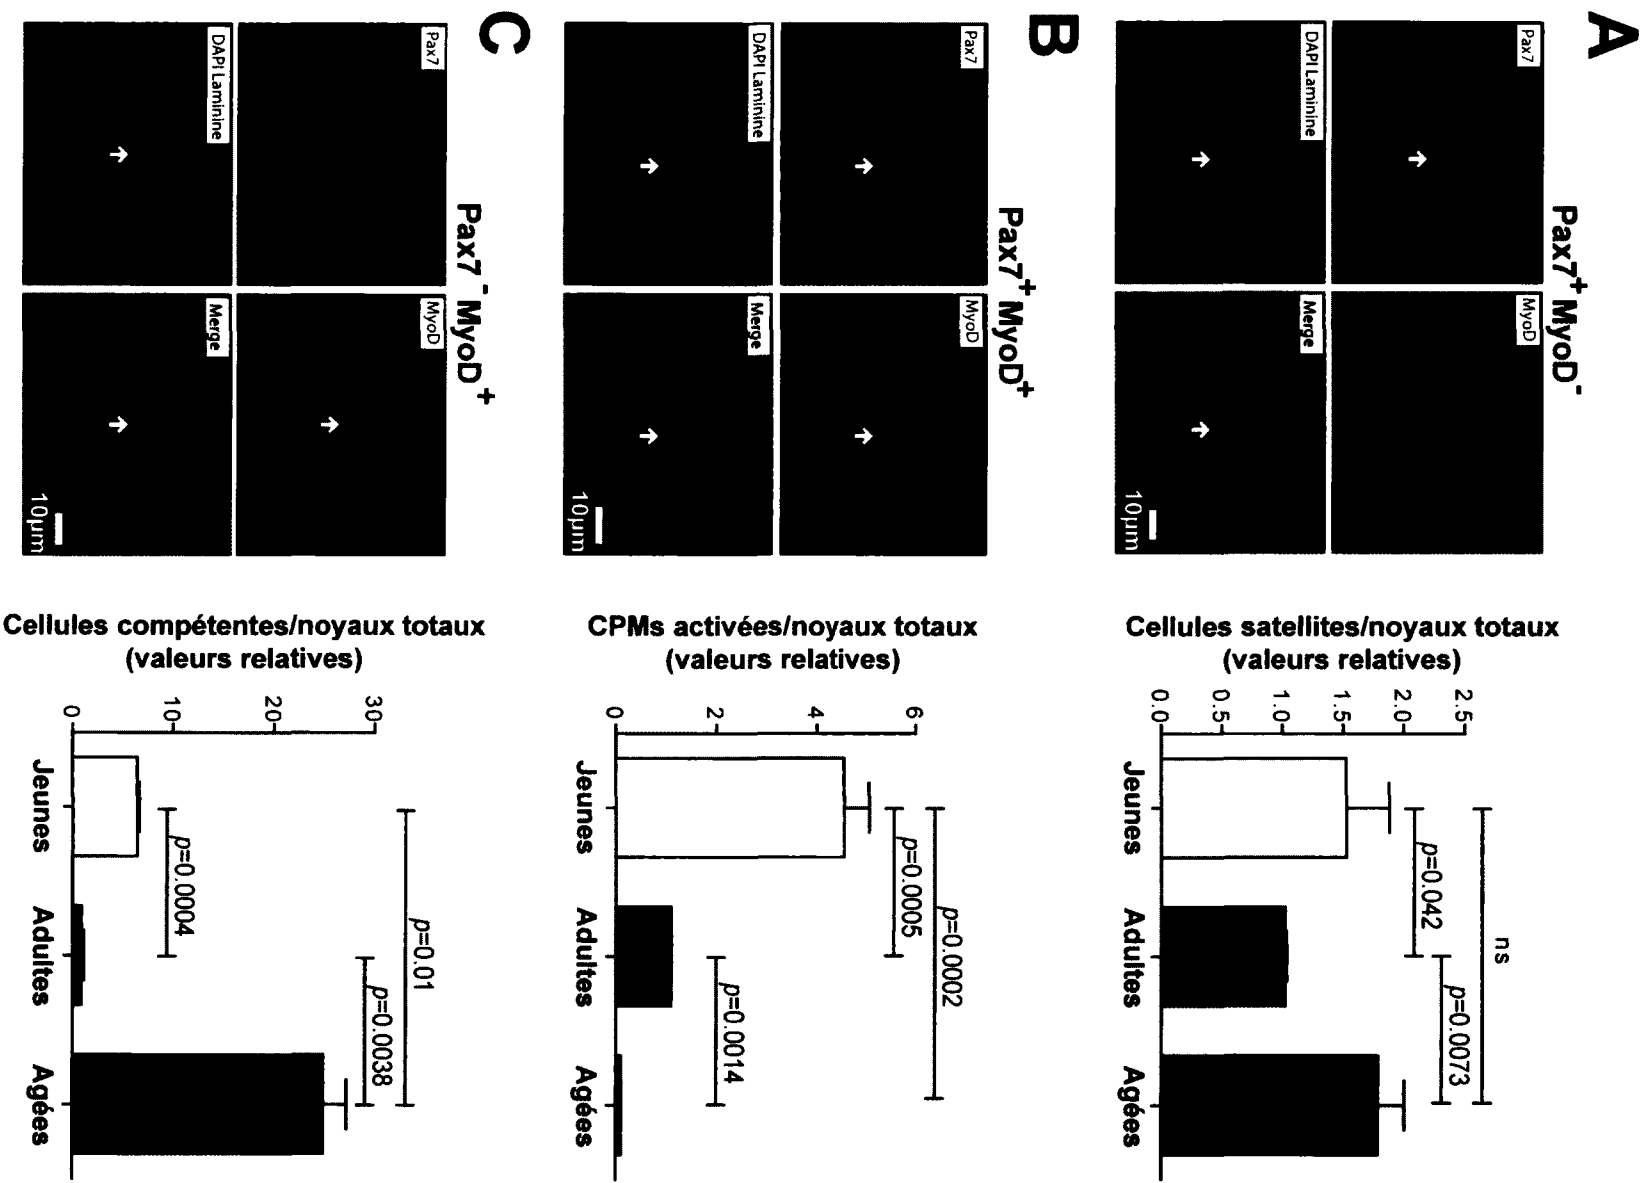 A
Pax7⁺ MyoD⁻
Pax7
MyoD
DAPI Laminine
Merge
10µm
Cellules satellites/noyaux totaux
(valeurs relatives)
2.5
2.0
1.5
1.0
0.5
0.0
ns
p=0.042
p=0.0073
Jeunes
Adultes
Agées
B
Pax7⁺ MyoD⁺
Pax7
MyoD
DAPI Laminine
Merge
10µm
CPMs activées/noyaux totaux
(valeurs relatives)
6
4
2
0
p=0.0002
p=0.0005
p=0.0014
Jeunes
Adultes
Agées
C
Pax7⁻ MyoD⁺
Pax7
MyoD
DAPI Laminine
Merge
10µm
Cellules compétentes/noyaux totaux
(valeurs relatives)
30
20
10
0
p=0.01
p=0.0038
p=0.0004
Jeunes
Adultes
Agées